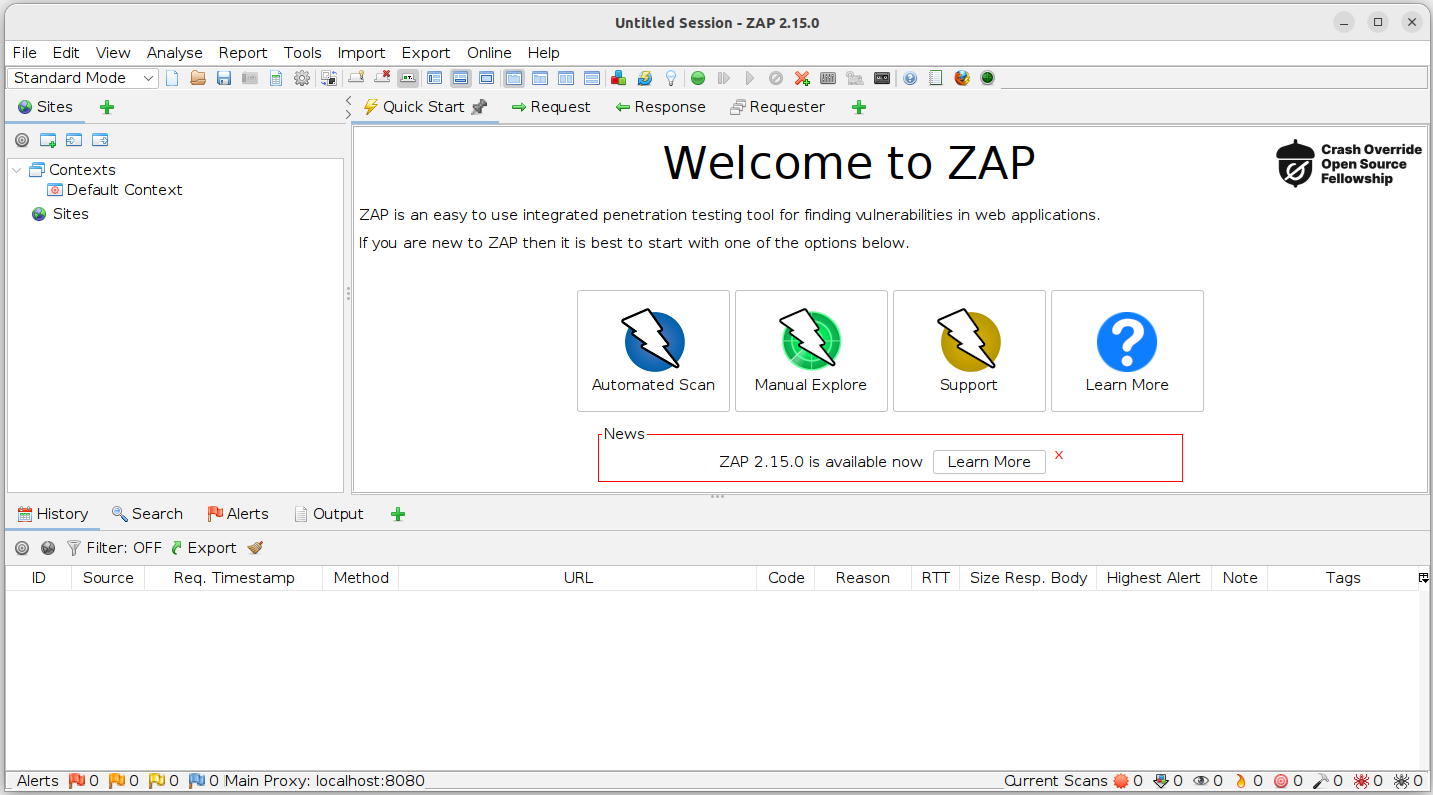 Untitled Session - ZAP 2.15.0
File Edit View Analyse Report Tools Import Export Online Help
Standard Mode
Sites
Quick Start Request Response Requester
Contexts
Default Context
Sites
Welcome to ZAP
Crash Override
Open Source
Fellowship
ZAP is an easy to use integrated penetration testing tool for finding vulnerabilities in web applications.
If you are new to ZAP then it is best to start with one of the options below.
Automated Scan Manual Explore Support Learn More
News
ZAP 2.15.0 is available now Learn More X
History Search Alerts Output
Filter: OFF Export
ID Source Req. Timestamp Method URL Code Reason RTT Size Resp. Body Highest Alert Note Tags
Alerts 0 0 0 0 Main Proxy: localhost:8080 Current Scans 0 0 0 0 0 0 0 0